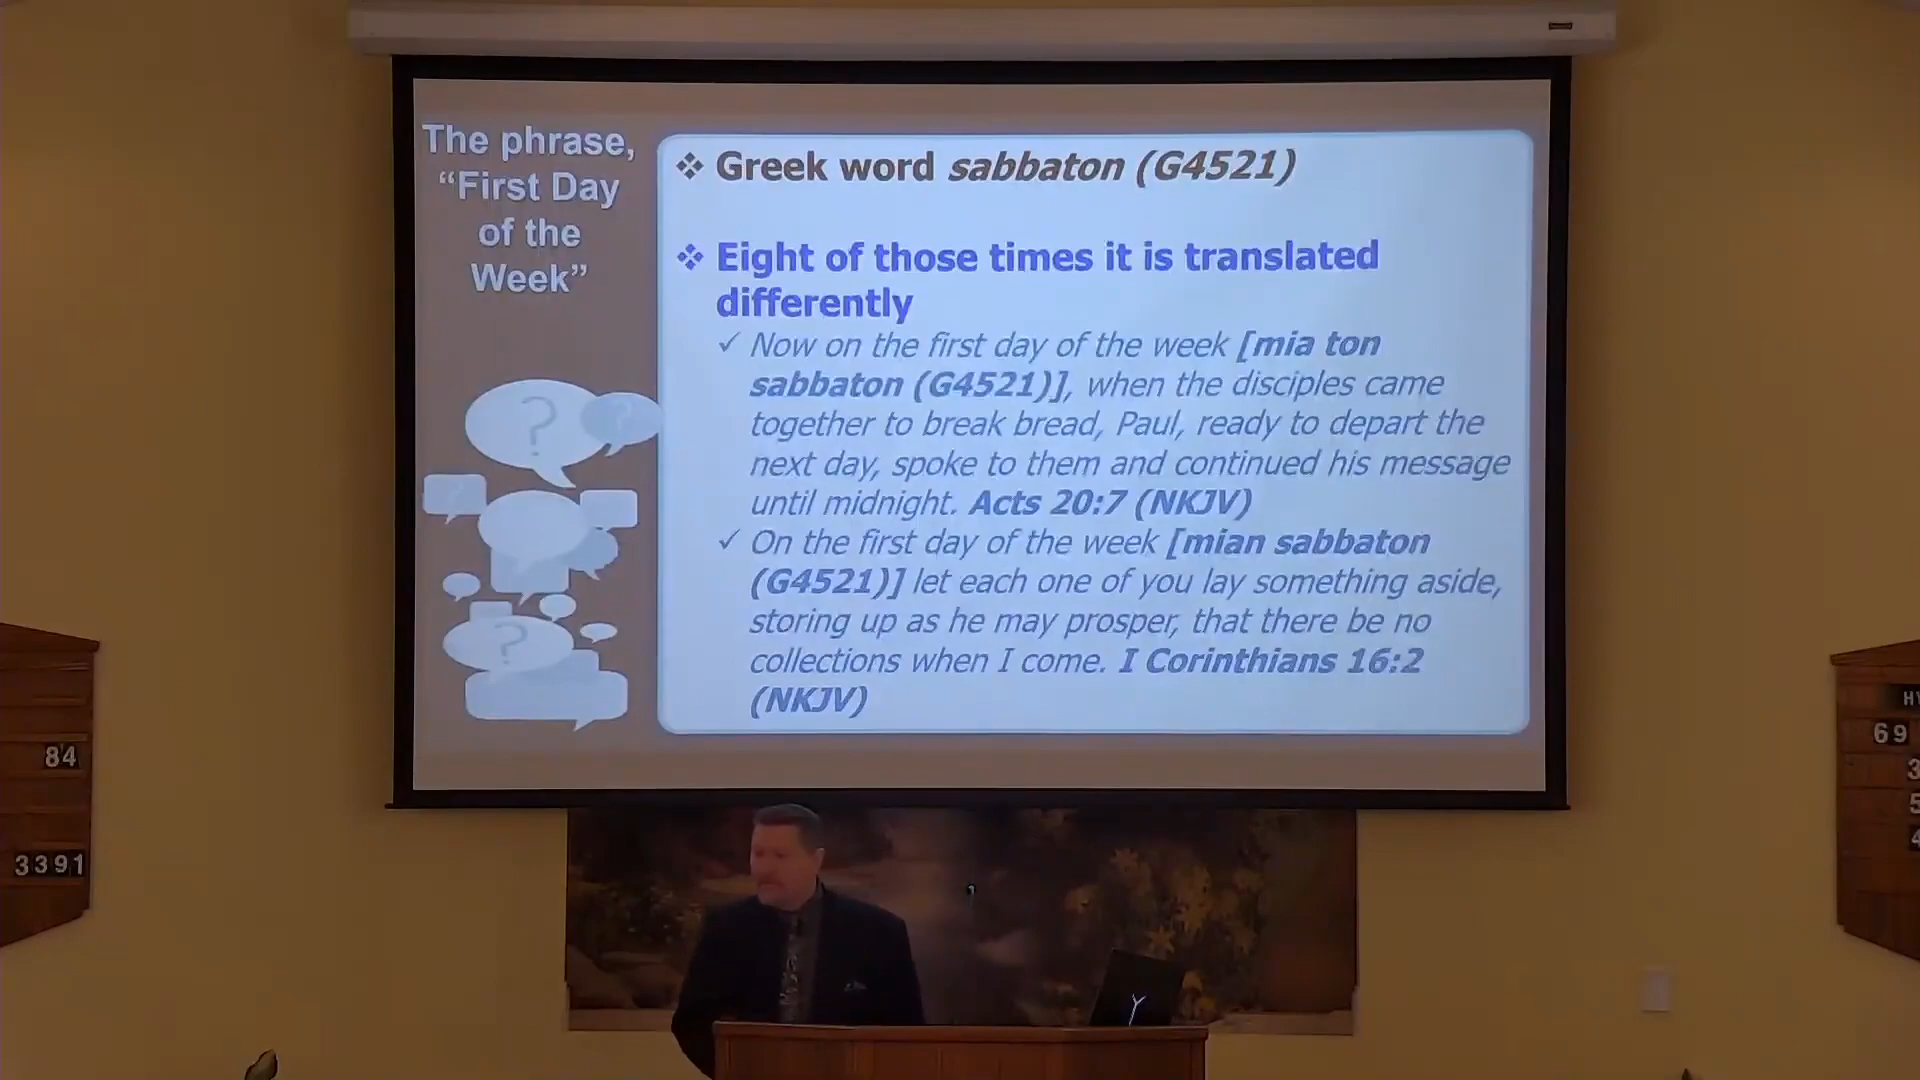 The phrase,
“First Day
of the
Week”
❖ Greek word sabbaton (G4521)
❖ Eight of those times it is translated
differently
✓ Now on the first day of the week [mia ton
sabbaton (G4521)], when the disciples came
together to break bread, Paul, ready to depart the
next day, spoke to them and continued his message
until midnight. Acts 20:7 (NKJV)
✓ On the first day of the week [mian sabbaton
(G4521)] let each one of you lay something aside,
storing up as he may prosper, that there be no
collections when I come. I Corinthians 16:2
(NKJV)
?
?
?
84
3391
HY
69
3
5
4